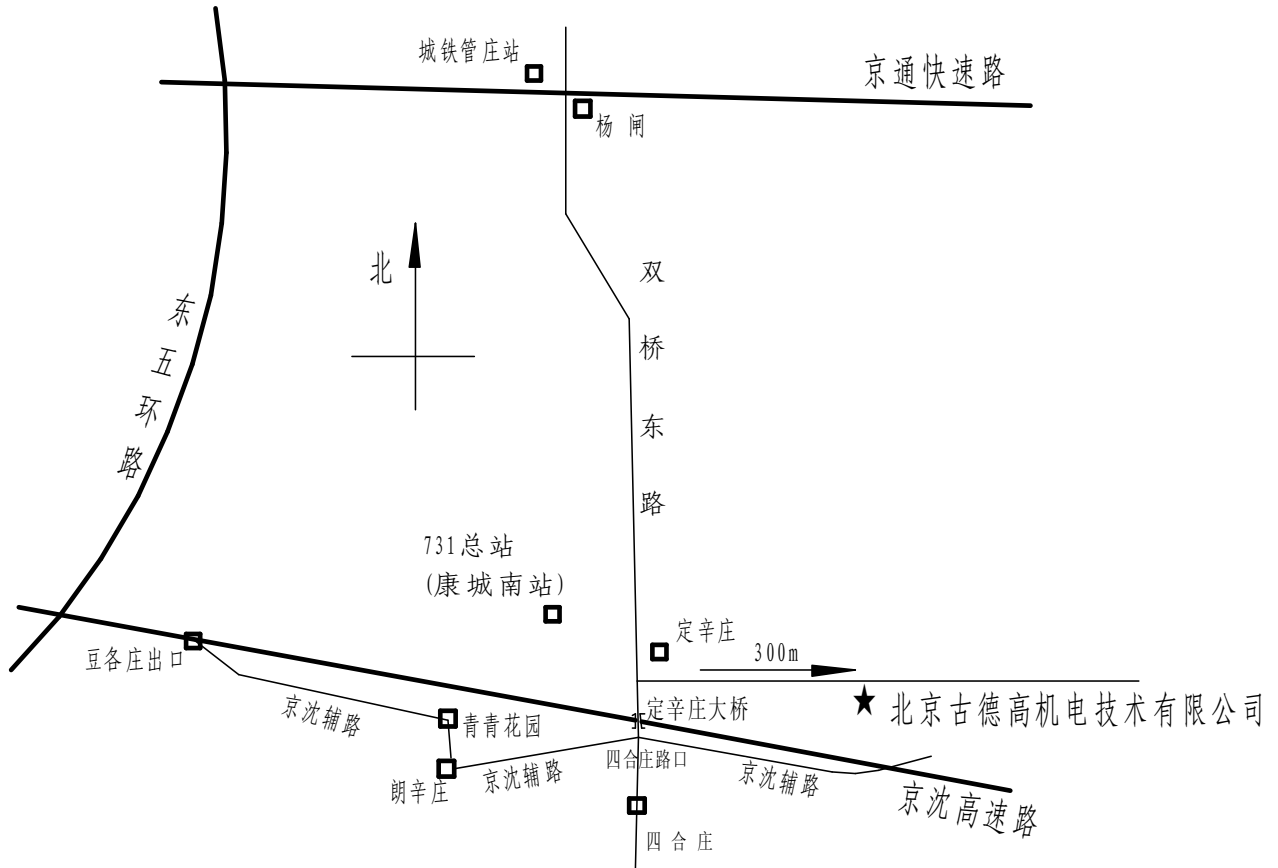 城铁管庄站
京通快速路
杨闸
北
双桥东路
东五环路
731总站
(康城南站)
定辛庄
300m
豆各庄出口
京沈辅路
青青花园
定辛庄大桥
北京古德高机电技术有限公司
四合庄路口
朗辛庄
京沈辅路
京沈辅路
京沈高速路
四合庄